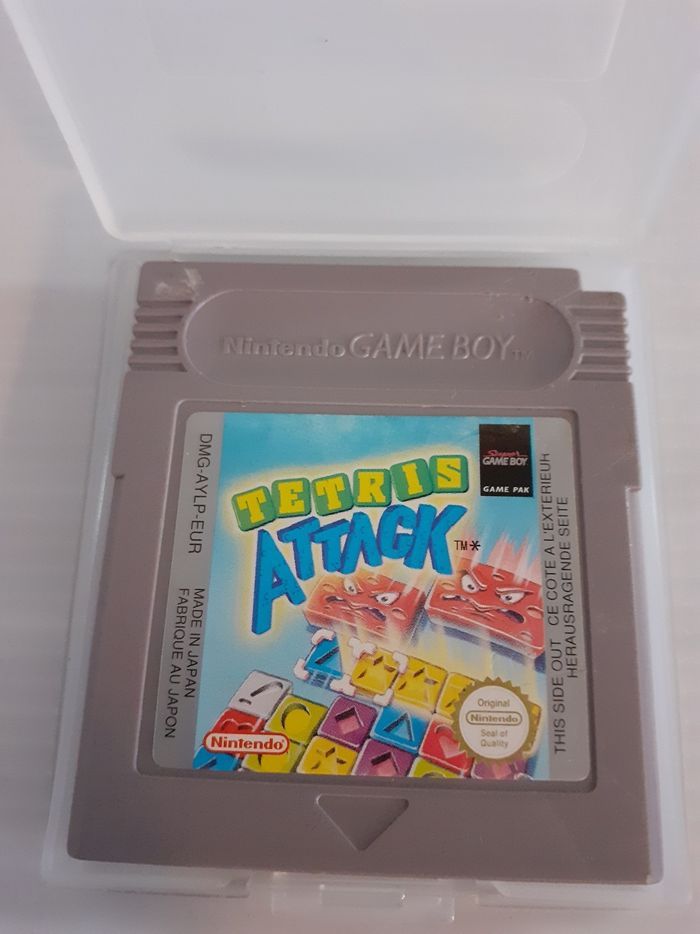 Nintendo GAME BOY TM
Super
GAME BOY
GAME PAK
TETRIS
ATTACK TM*
DMG-AYLP-EUR
MADE IN JAPAN
FABRIQUE AU JAPON
THIS SIDE OUT CE COTE A L'EXTERIEUR
HERAUSRAGENDE SEITE
Nintendo
Original
Nintendo
Seal of
Quality